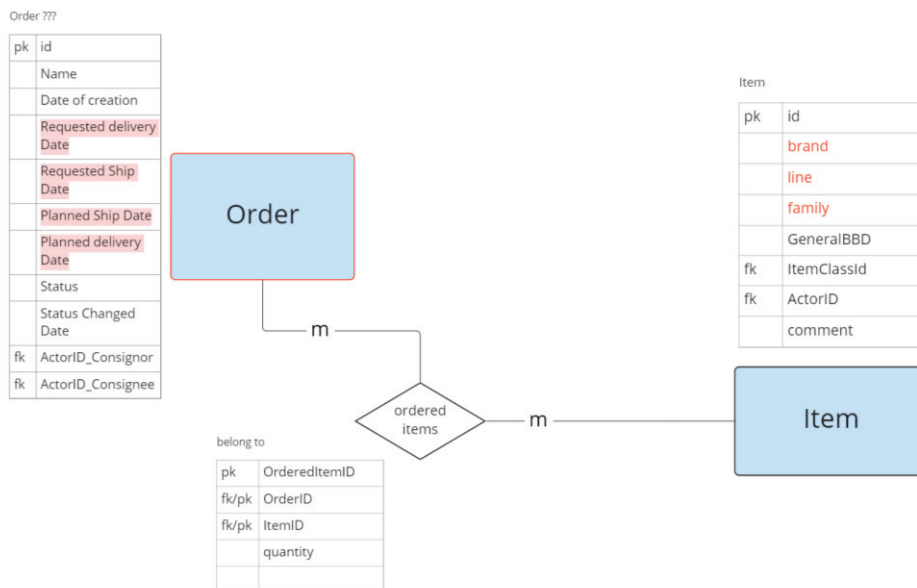 Order ???
pk id
Name
Date of creation
Requested delivery
Date
Requested Ship
Date
Planned Ship Date
Planned delivery
Date
Status
Status Changed
Date
fk ActorID_Consignor
fk ActorID_Consignee
Order
m
ordered
items
m
belong to
pk OrderedItemID
fk/pk OrderID
fk/pk ItemID
quantity
Item
pk id
brand
line
family
GeneralBBD
fk ItemClassId
fk ActorID
comment
Item